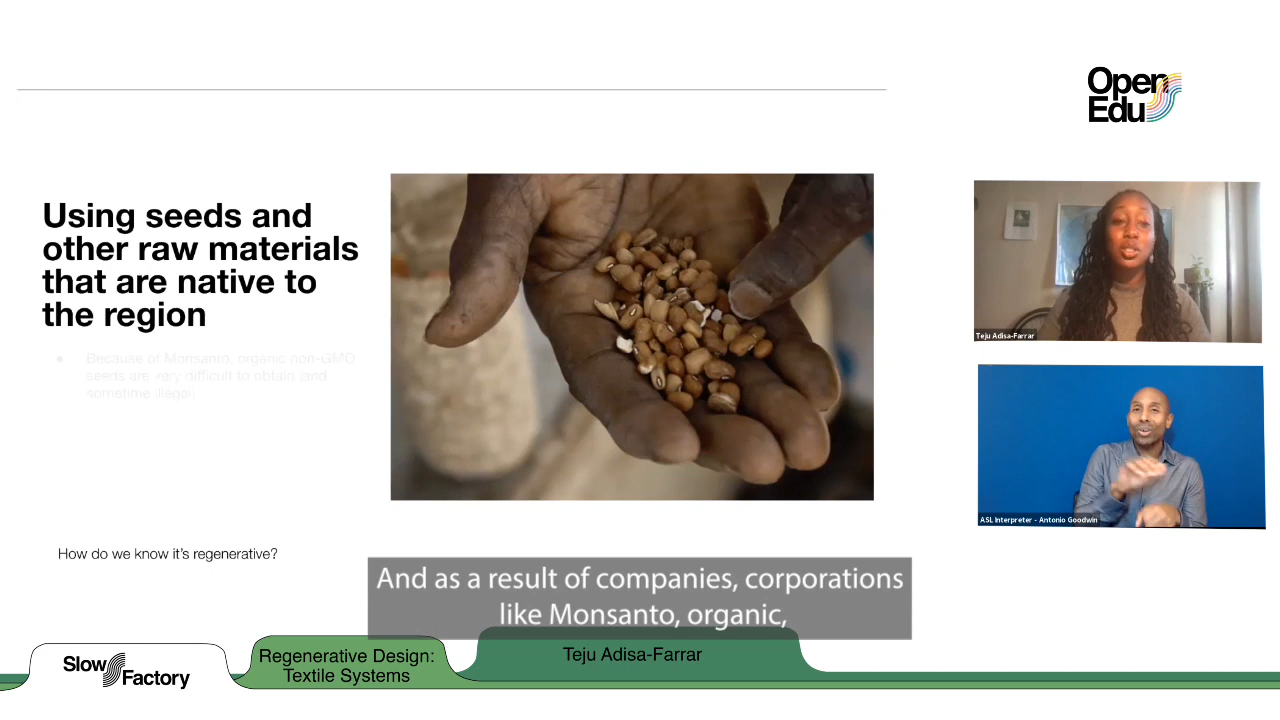 Open
Edu
Using seeds and
other raw materials
that are native to
the region
Because of Monsanto, organic non-GMO
seeds are very difficult to obtain (and
sometime illegal)
How do we know it's regenerative?
Teju Adisa-Farrar
ASL Interpreter - Antonio Goodwin
And as a result of companies, corporations
like Monsanto, organic,
Slow
Factory
Regenerative Design:
Textile Systems
Teju Adisa-Farrar